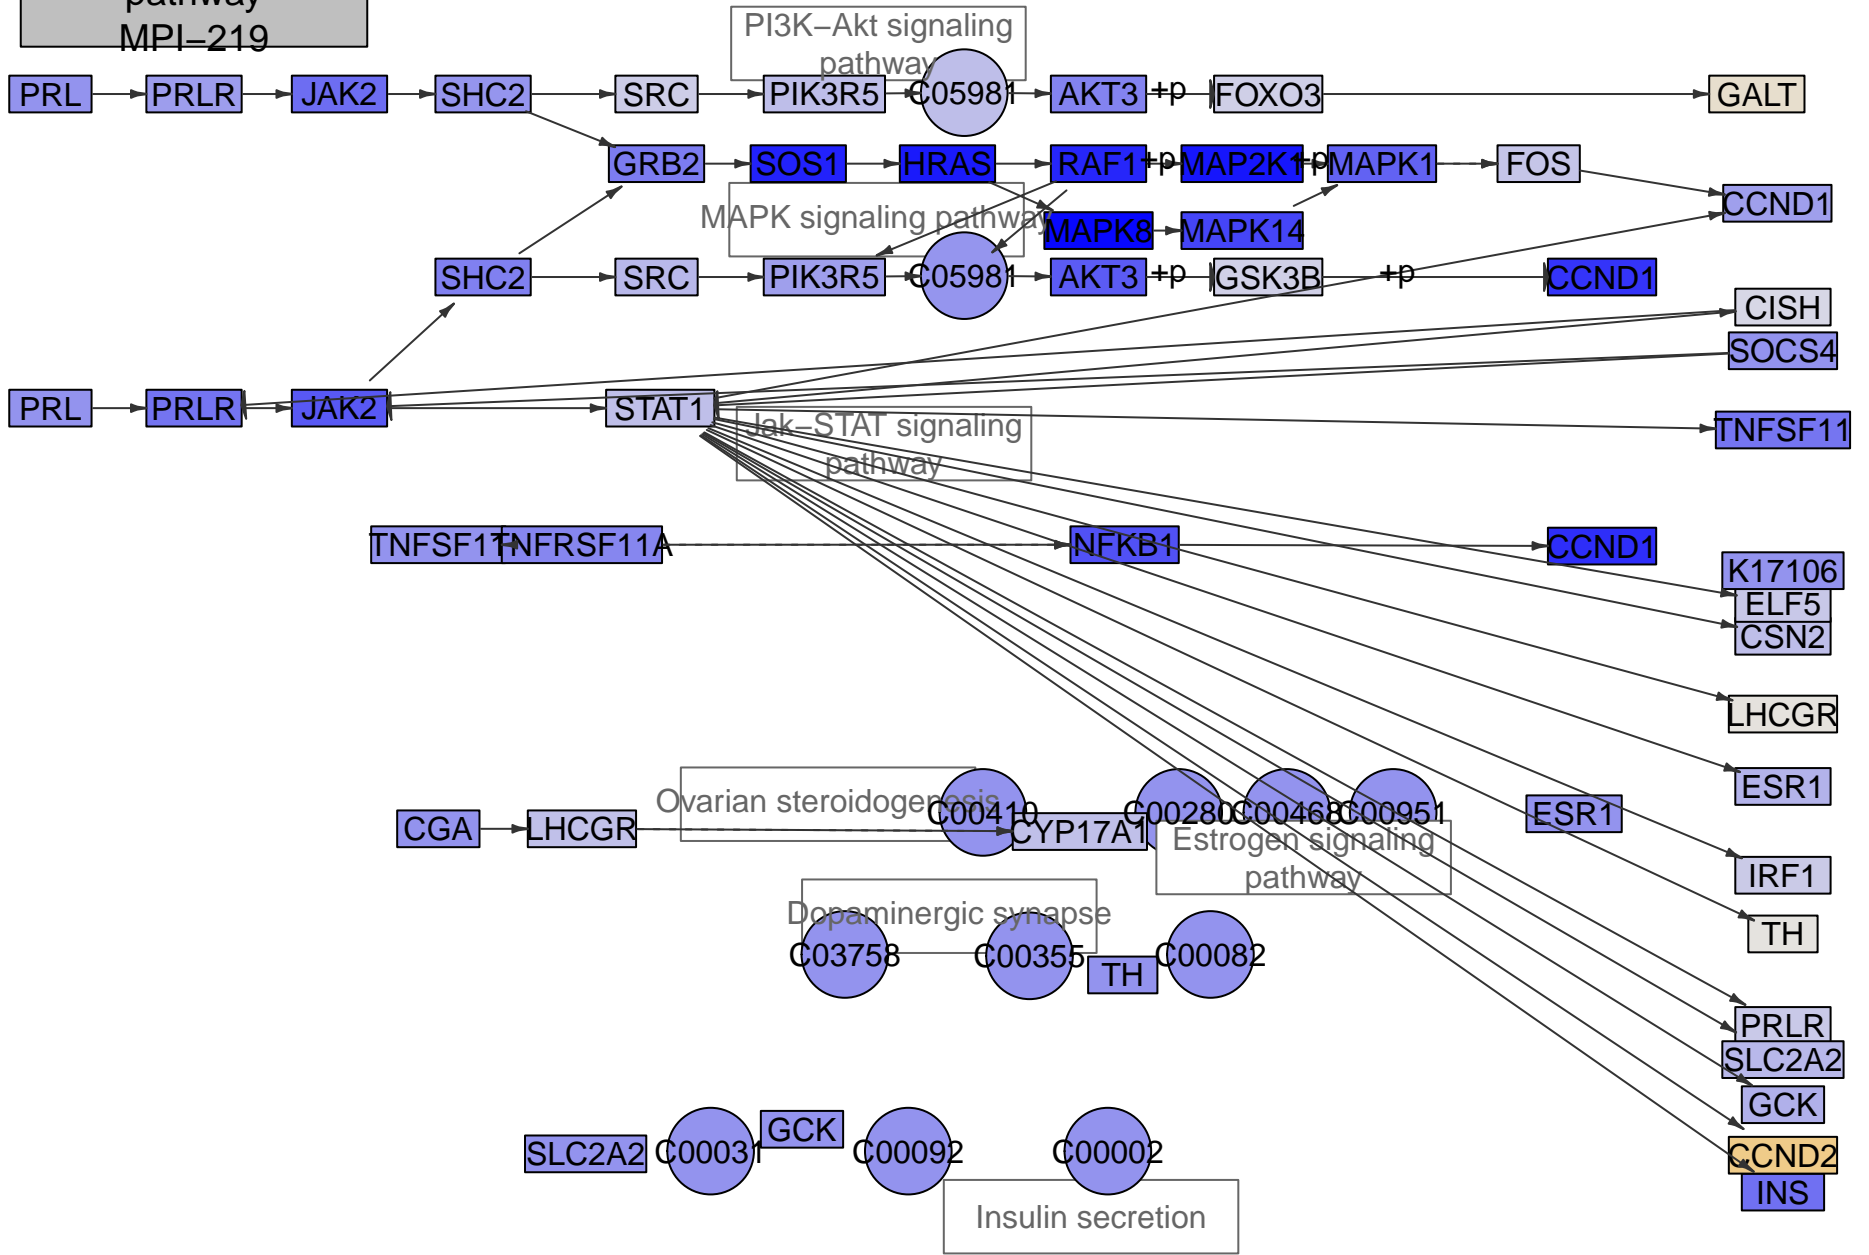 pathway
MPI−219
PI3K−Akt signaling
pathway
PRL
PRLR
JAK2
SHC2
SRC
PIK3R5
C05981
AKT3
+p
FOXO3
GALT
GRB2
SOS1
HRAS
RAF1
+p
MAP2K1
+p
MAPK1
FOS
CCND1
MAPK signaling pathway
MAPK8
MAPK14
SHC2
SRC
PIK3R5
C05981
AKT3
+p
GSK3B
+p
CCND1
CISH
SOCS4
PRL
PRLR
JAK2
STAT1
Jak−STAT signaling
pathway
TNFSF11
TNFSF11
TNFRSF11A
NFKB1
CCND1
K17106
ELF5
CSN2
LHCGR
ESR1
CGA
LHCGR
Ovarian steroidogenesis
C00410
CYP17A1
C00280
C00468
C00951
Estrogen signaling
pathway
ESR1
IRF1
Dopaminergic synapse
C03758
C00355
TH
C00082
TH
PRLR
SLC2A2
GCK
SLC2A2
C00031
GCK
C00092
C00002
CCND2
INS
Insulin secretion